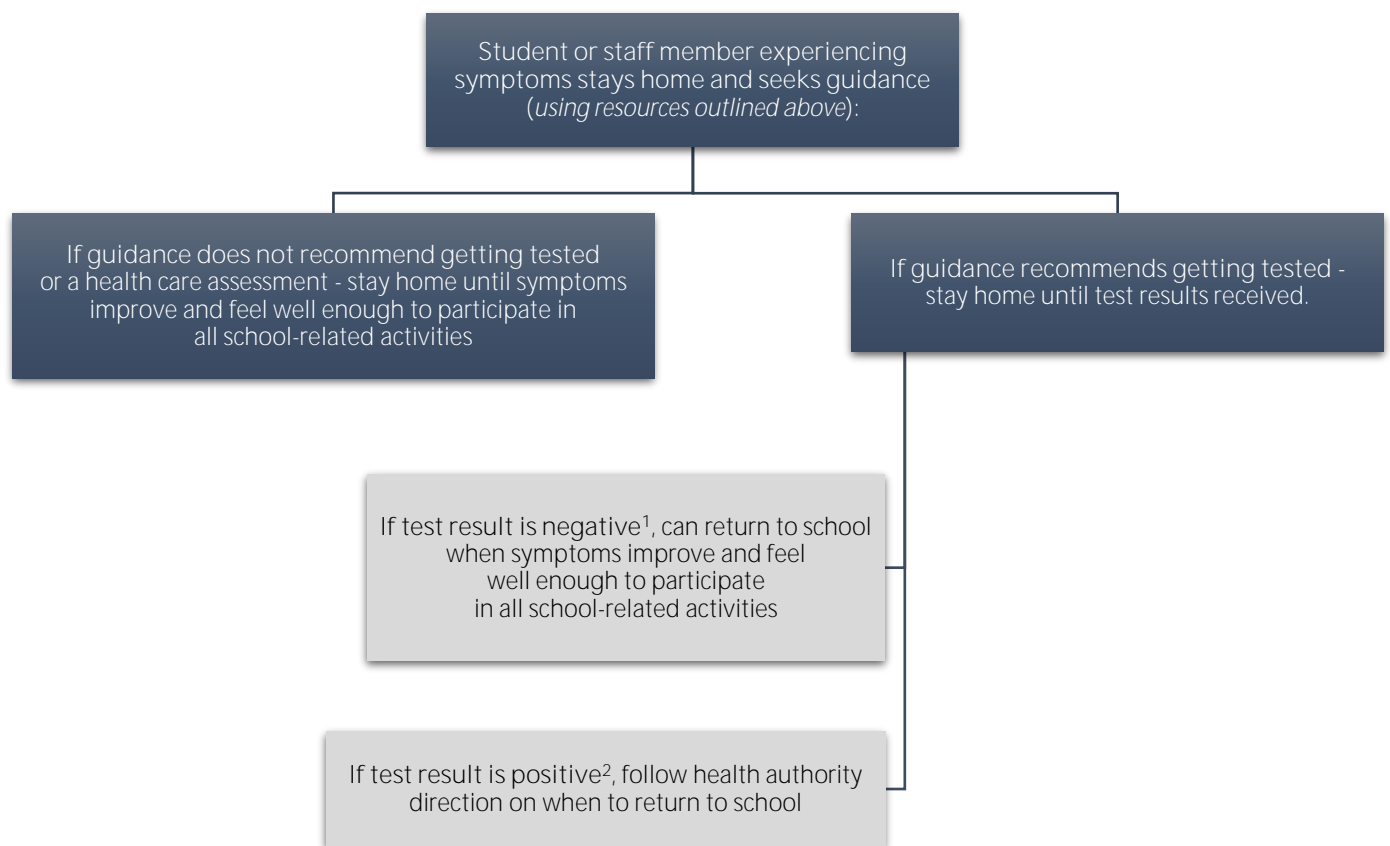 Student or staff member experiencing
symptoms stays home and seeks guidance
(using resources outlined above):
If guidance does not recommend getting tested
or a health care assessment - stay home until symptoms
improve and feel well enough to participate in
all school-related activities
If guidance recommends getting tested -
stay home until test results received.
If test result is negative¹, can return to school
when symptoms improve and feel
well enough to participate
in all school-related activities
If test result is positive², follow health authority
direction on when to return to school